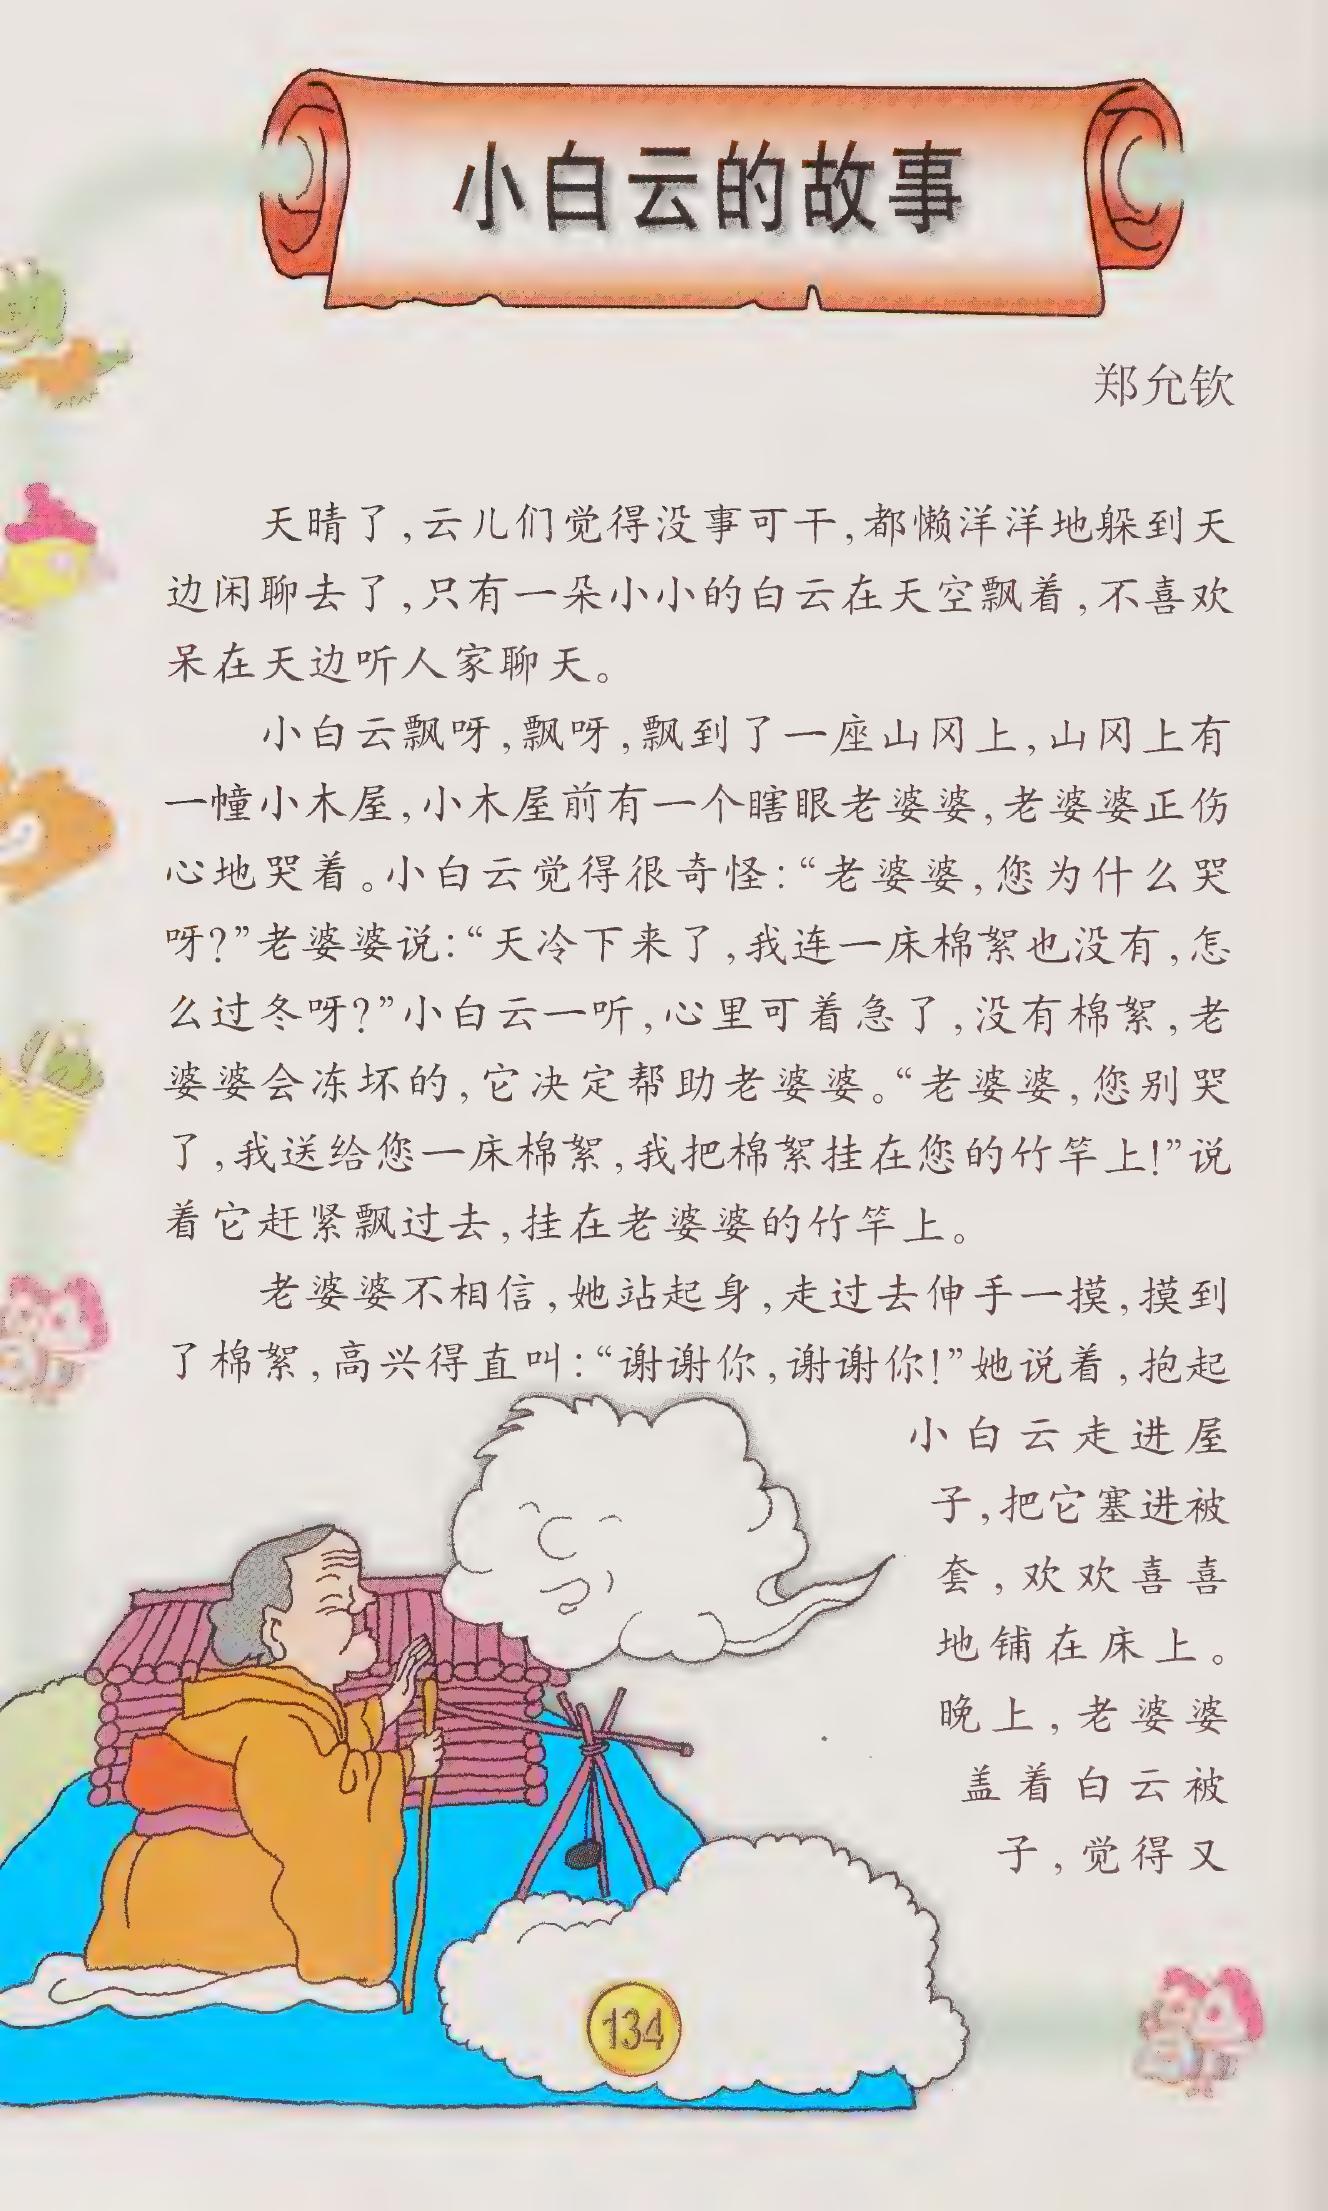 小白云的故事
郑允钦
天晴了，云儿们觉得没事可干，都懒洋洋地躲到天
边闲聊去了，只有一朵小小的白云在天空飘着，不喜欢
呆在天边听人家聊天。
小白云飘呀，飘呀，飘到了一座山冈上，山冈上有
一幢小木屋，小木屋前有一个瞎眼老婆婆，老婆婆正伤
心地哭着。小白云觉得很奇怪：“老婆婆，您为什么哭
呀？”老婆婆说：“天冷下来了，我连一床棉絮也没有，怎
么过冬呀？”小白云一听，心里可着急了，没有棉絮，老
婆婆会冻坏的，它决定帮助老婆婆。“老婆婆，您别哭
了，我送给您一床棉絮，我把棉絮挂在您的竹竿上！”说
着它赶紧飘过去，挂在老婆婆的竹竿上。
老婆婆不相信，她站起身，走过去伸手一摸，摸到
了棉絮，高兴得直叫：“谢谢你，谢谢你！”她说着，抱起
小白云走进屋
子，把它塞进被
套，欢欢喜喜
地铺在床上。
晚上，老婆婆
盖着白云被
子，觉得又
134